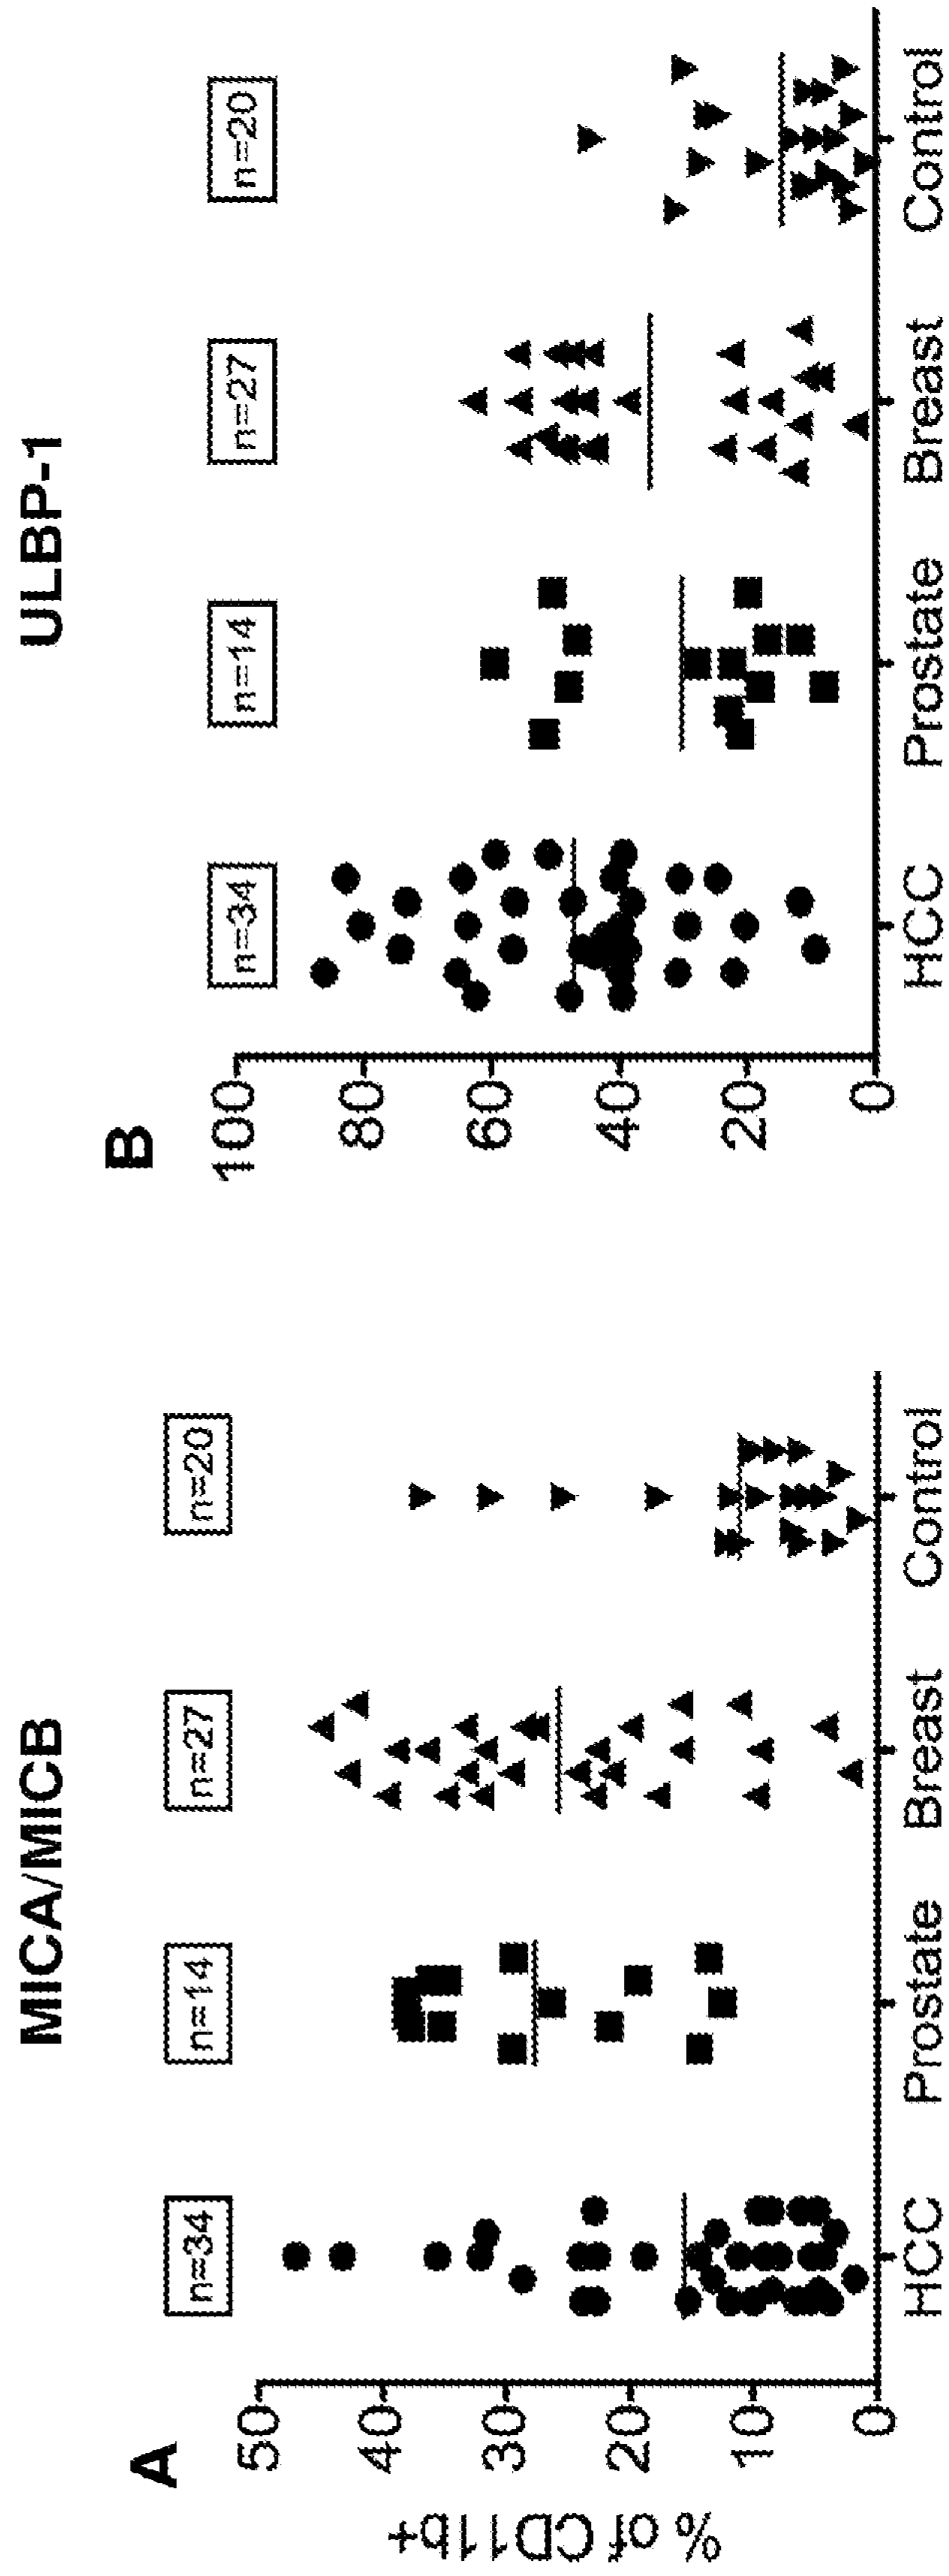 MICA/MICB
A
n=34
n=14
n=27
n=20
% of CD11b+
50
40
30
20
10
0
HCC
Prostate
Breast
Control
ULBP-1
B
n=34
n=14
n=27
n=20
100
80
60
40
20
0
HCC
Prostate
Breast
Control